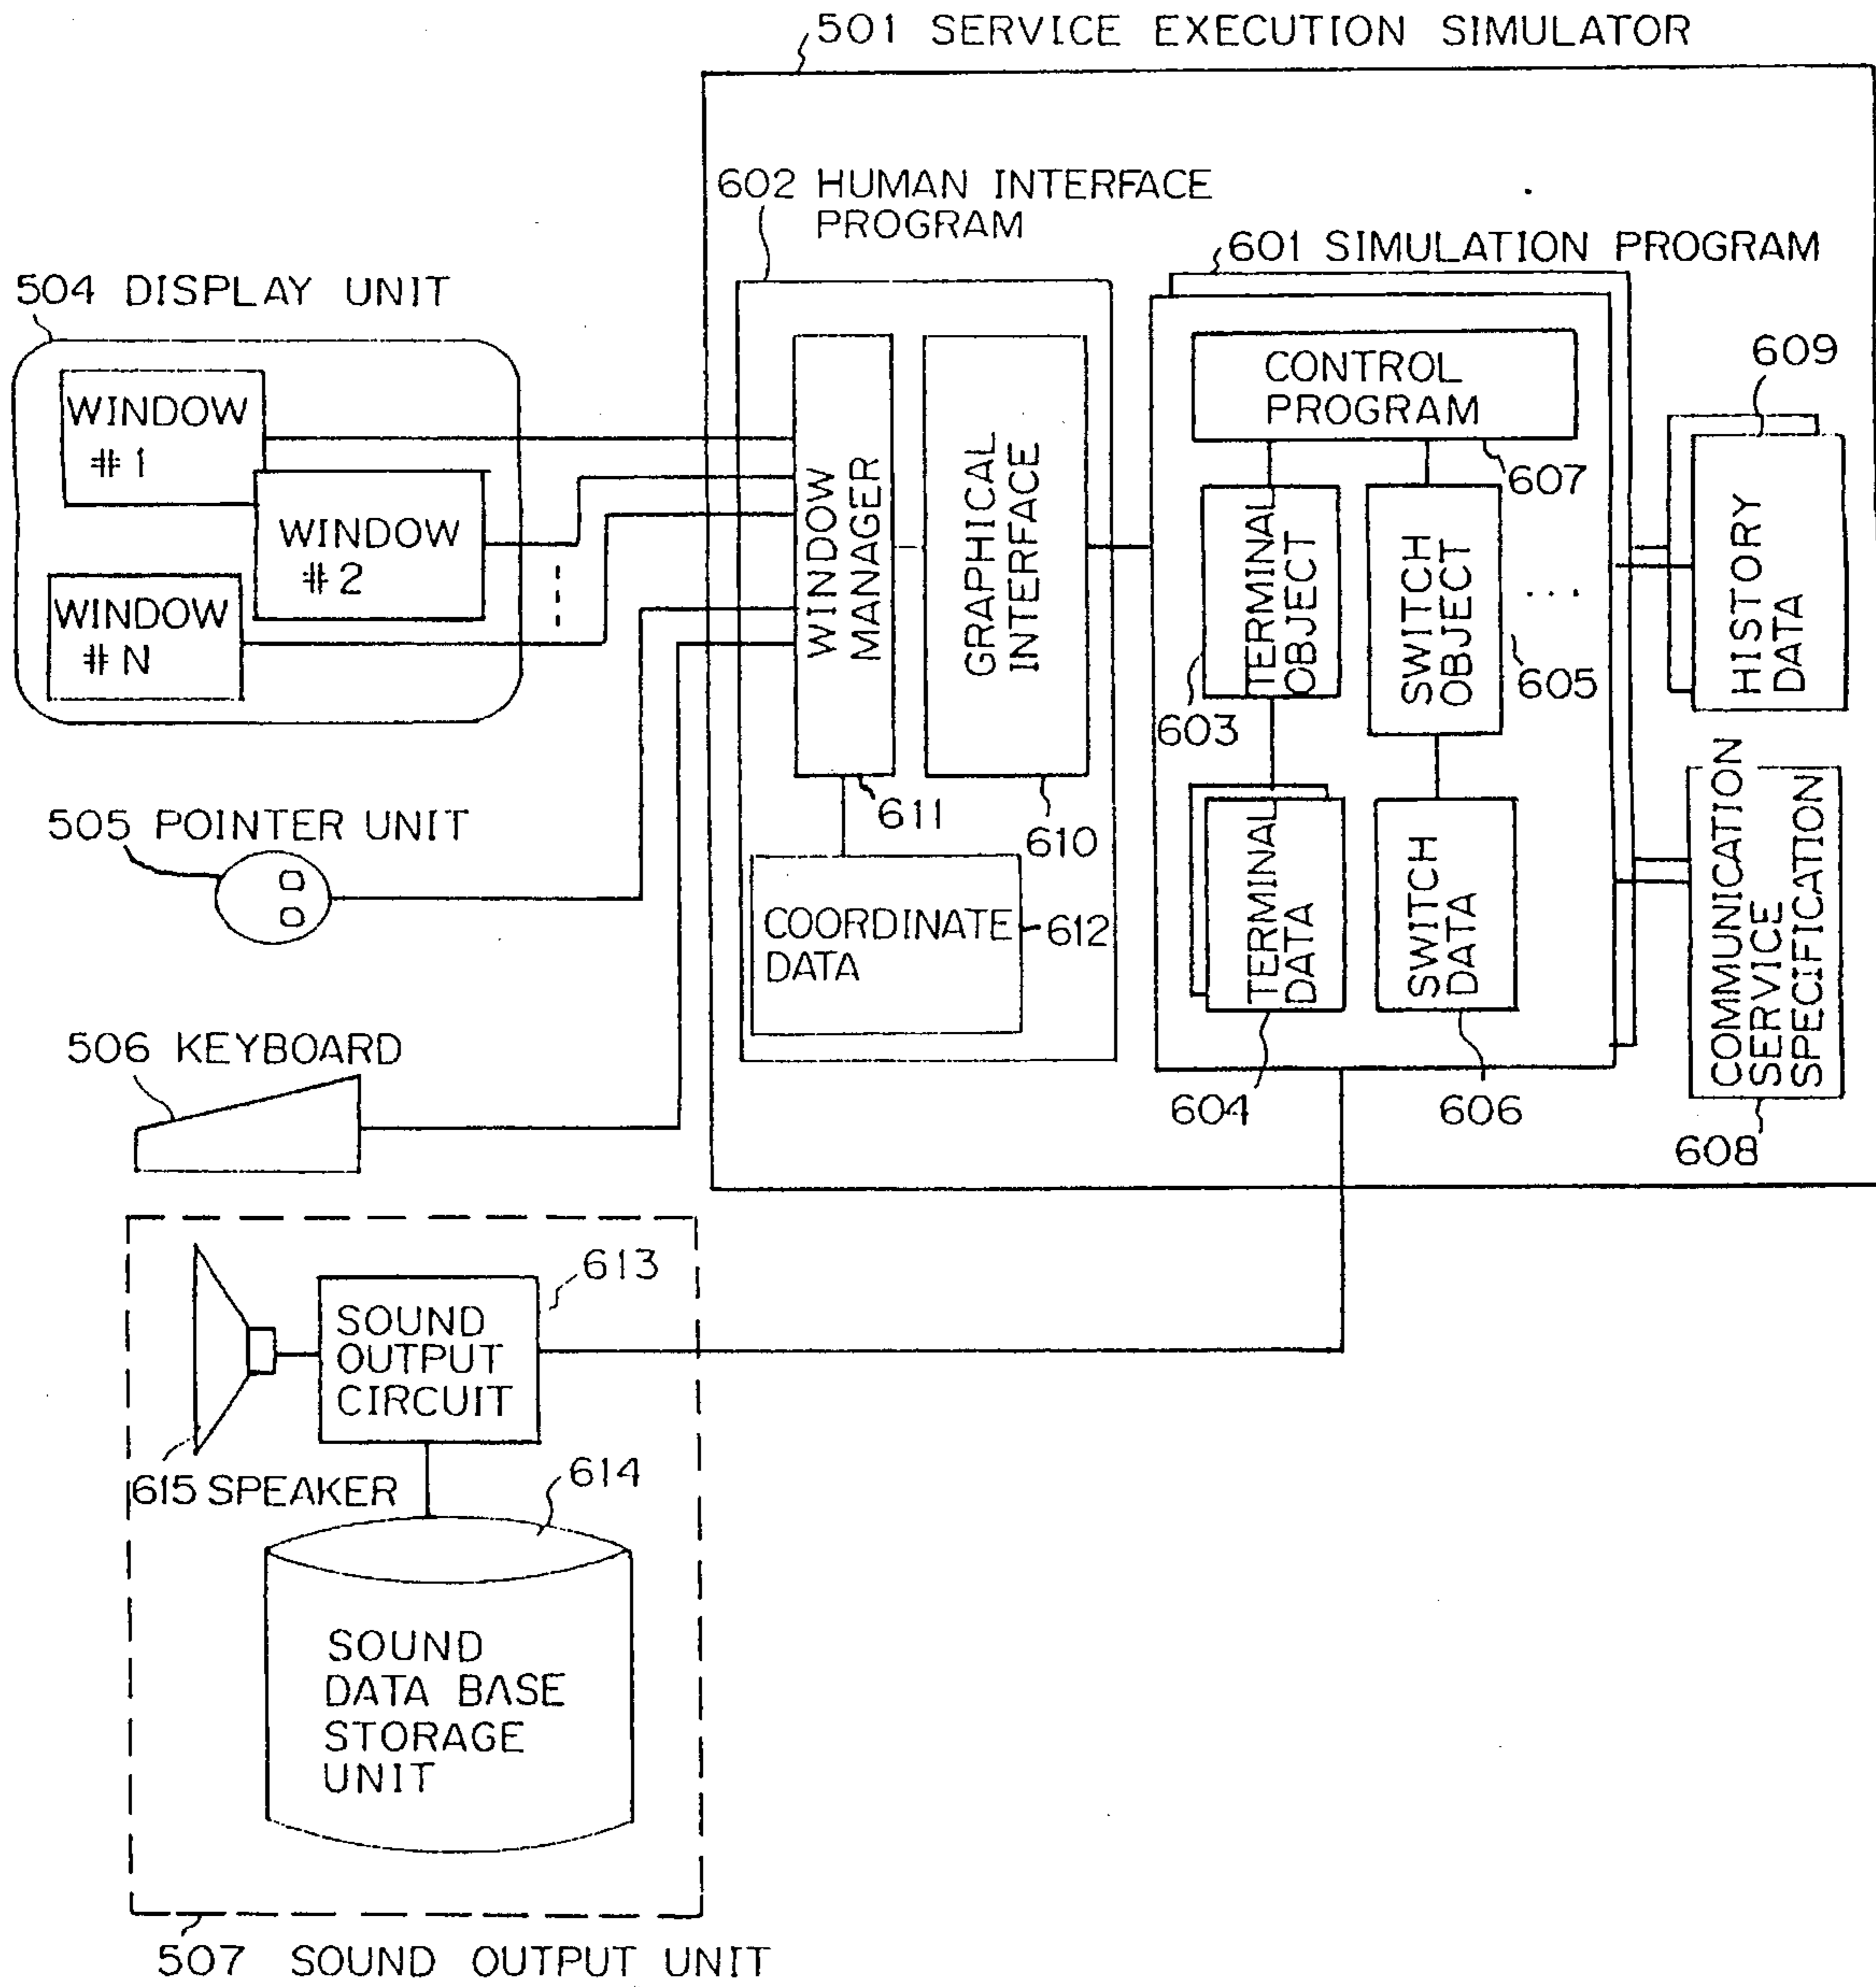 501 SERVICE EXECUTION SIMULATOR
602 HUMAN INTERFACE
PROGRAM
601 SIMULATION PROGRAM
504 DISPLAY UNIT
WINDOW
#1
WINDOW
#2
WINDOW
#N
WINDOW
MANAGER
611
GRAPHICAL
INTERFACE
610
COORDINATE
DATA
612
CONTROL
PROGRAM
607
TERMINAL
OBJECT
603
SWITCH
OBJECT
605
...
TERMINAL
DATA
604
SWITCH
DATA
606
609
HISTORY
DATA
COMMUNICATION
SERVICE
SPECIFICATION
608
505 POINTER UNIT
506 KEYBOARD
613
SOUND
OUTPUT
CIRCUIT
615 SPEAKER
614
SOUND
DATA BASE
STORAGE
UNIT
507 SOUND OUTPUT UNIT